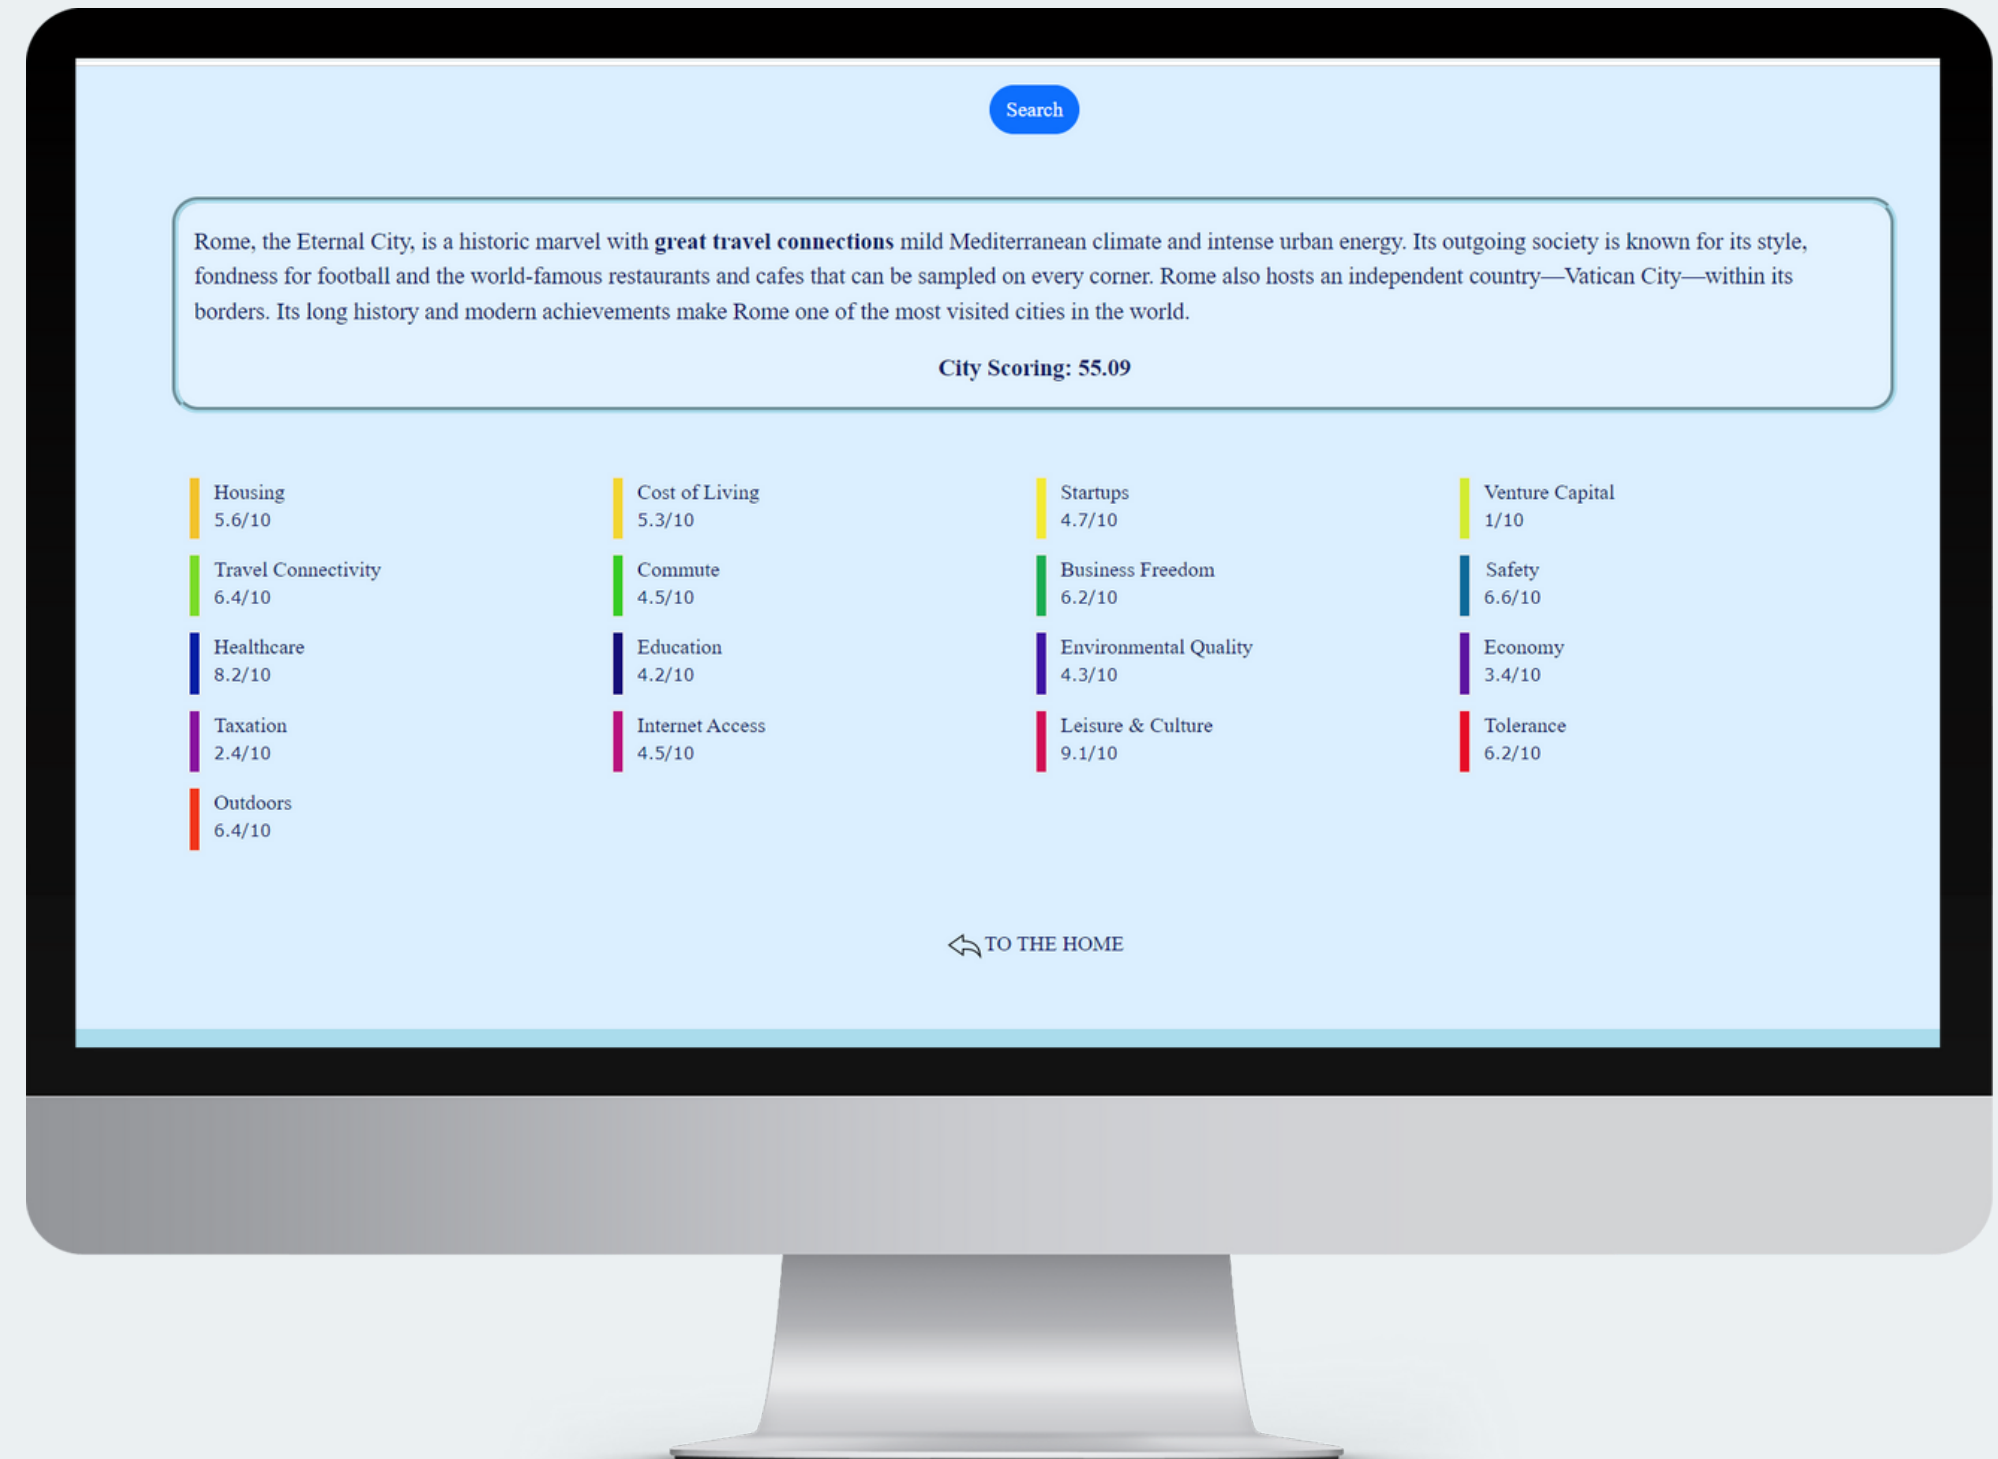 Search
Rome, the Eternal City, is a historic marvel with great travel connections mild Mediterranean climate and intense urban energy. Its outgoing society is known for its style,
fondness for football and the world-famous restaurants and cafes that can be sampled on every corner. Rome also hosts an independent country—Vatican City—within its
borders. Its long history and modern achievements make Rome one of the most visited cities in the world.
City Scoring: 55.09
Housing
5.6/10
Cost of Living
5.3/10
Startups
4.7/10
Venture Capital
1/10
Travel Connectivity
6.4/10
Commute
4.5/10
Business Freedom
6.2/10
Safety
6.6/10
Healthcare
8.2/10
Education
4.2/10
Environmental Quality
4.3/10
Economy
3.4/10
Taxation
2.4/10
Internet Access
4.5/10
Leisure & Culture
9.1/10
Tolerance
6.2/10
Outdoors
6.4/10
TO THE HOME